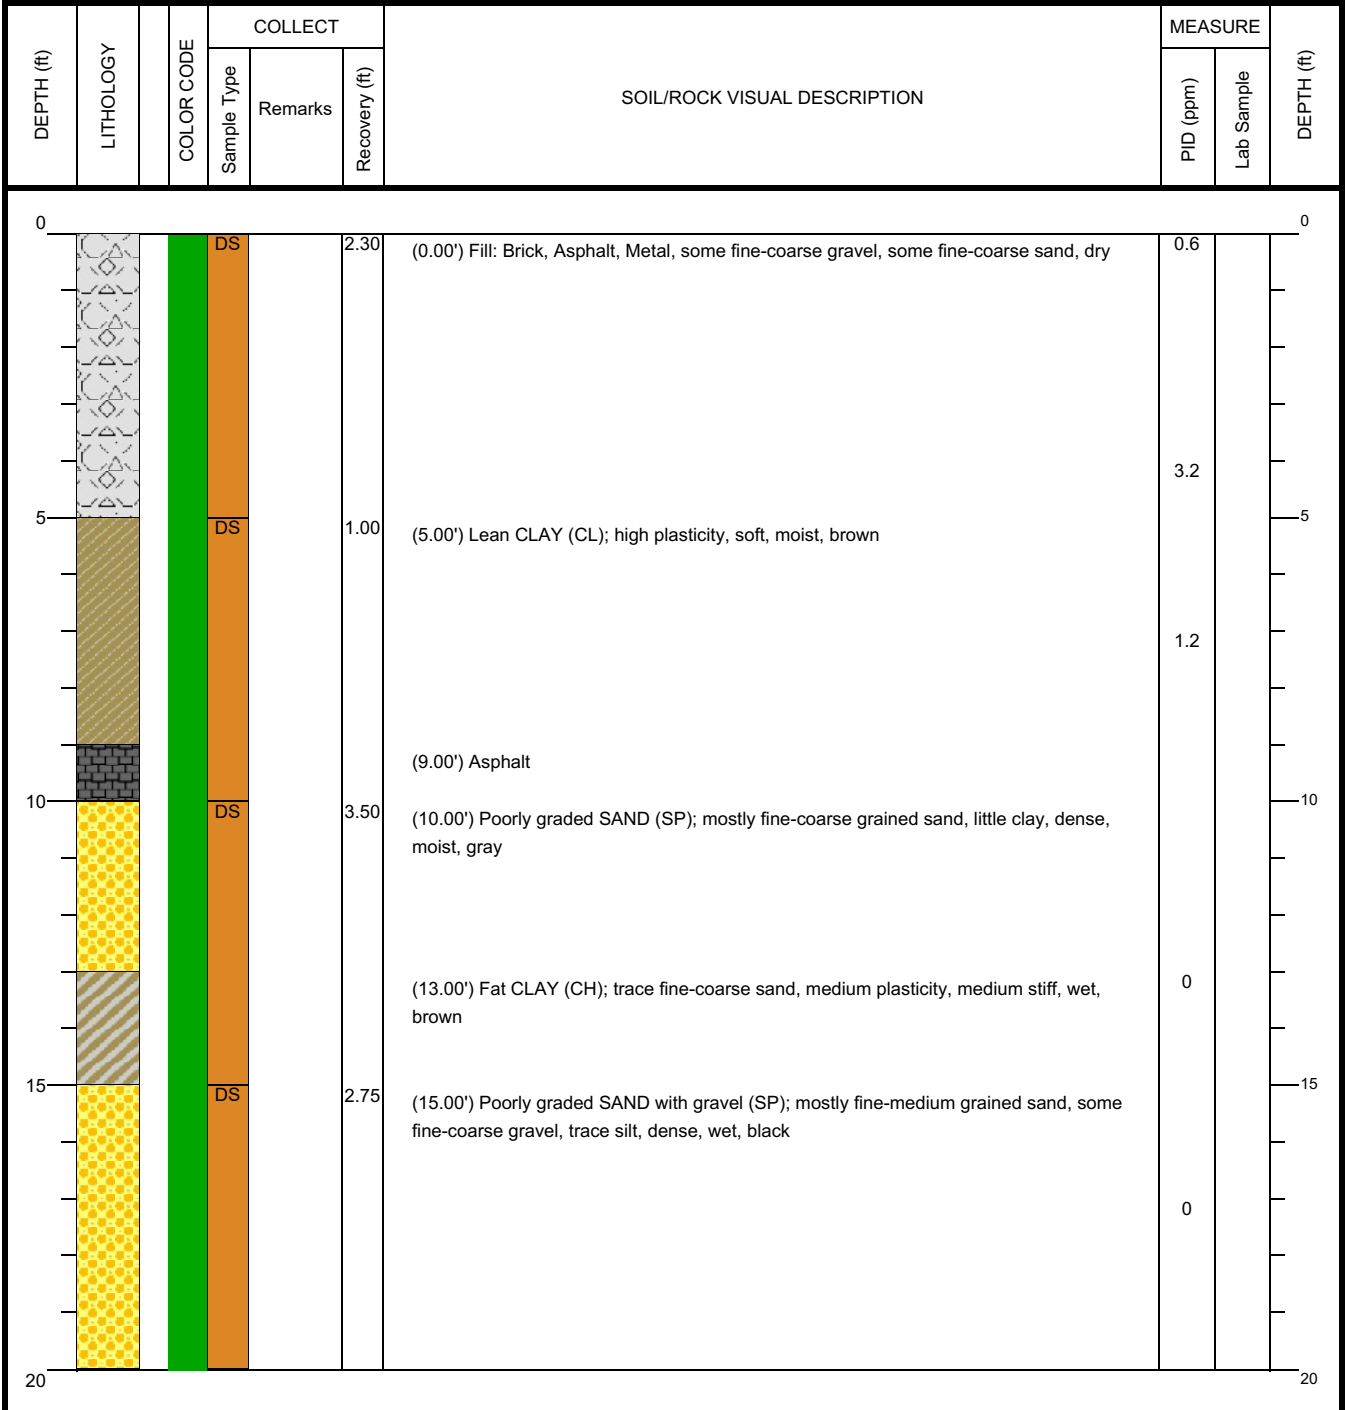 DEPTH (ft)
LITHOLOGY
COLOR CODE
COLLECT
Sample Type
Remarks
Recovery (ft)
SOIL/ROCK VISUAL DESCRIPTION
MEASURE
PID (ppm)
Lab Sample
DEPTH (ft)
0
0
DS
2.30
(0.00') Fill: Brick, Asphalt, Metal, some fine-coarse gravel, some fine-coarse sand, dry
0.6
3.2
5
DS
1.00
(5.00') Lean CLAY (CL); high plasticity, soft, moist, brown
5
1.2
(9.00') Asphalt
10
DS
3.50
(10.00') Poorly graded SAND (SP); mostly fine-coarse grained sand, little clay, dense,
moist, gray
10
(13.00') Fat CLAY (CH); trace fine-coarse sand, medium plasticity, medium stiff, wet,
brown
0
15
DS
2.75
(15.00') Poorly graded SAND with gravel (SP); mostly fine-medium grained sand, some
fine-coarse gravel, trace silt, dense, wet, black
15
0
20
20